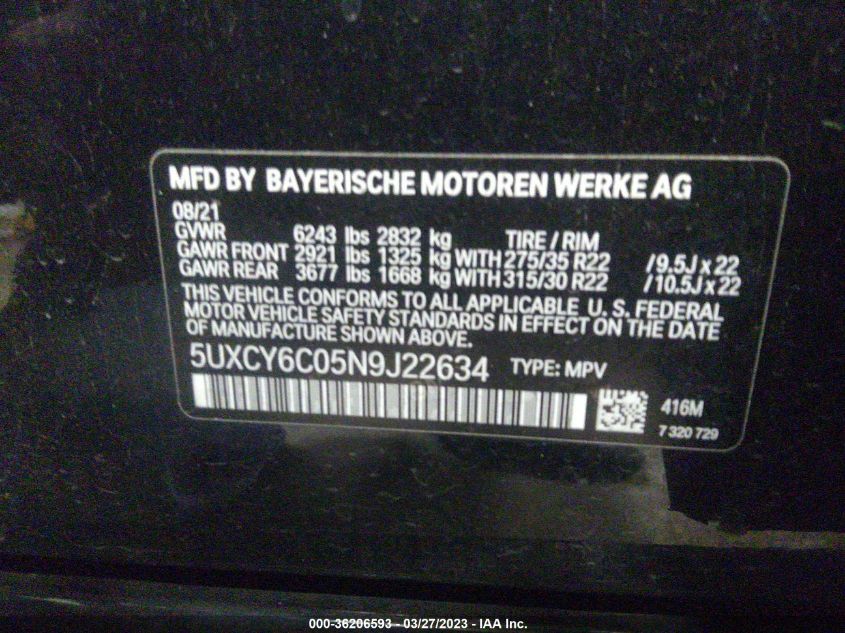 MFD BY BAYERISCHE MOTOREN WERKE AG
08/21
GVWR 6243 lbs 2832 kg TIRE / RIM
GAWR FRONT 2921 lbs 1325 kg WITH 275/35 R22 / 9.5J x 22
GAWR REAR 3677 lbs 1668 kg WITH 315/30 R22 / 10.5J x 22
THIS VEHICLE CONFORMS TO ALL APPLICABLE U. S. FEDERAL
MOTOR VEHICLE SAFETY STANDARDS IN EFFECT ON THE DATE
OF MANUFACTURE SHOWN ABOVE.
5UXCY6C05N9J22634 TYPE: MPV
416M
7 320 729
000-36206593 - 03/27/2023 - IAA Inc.